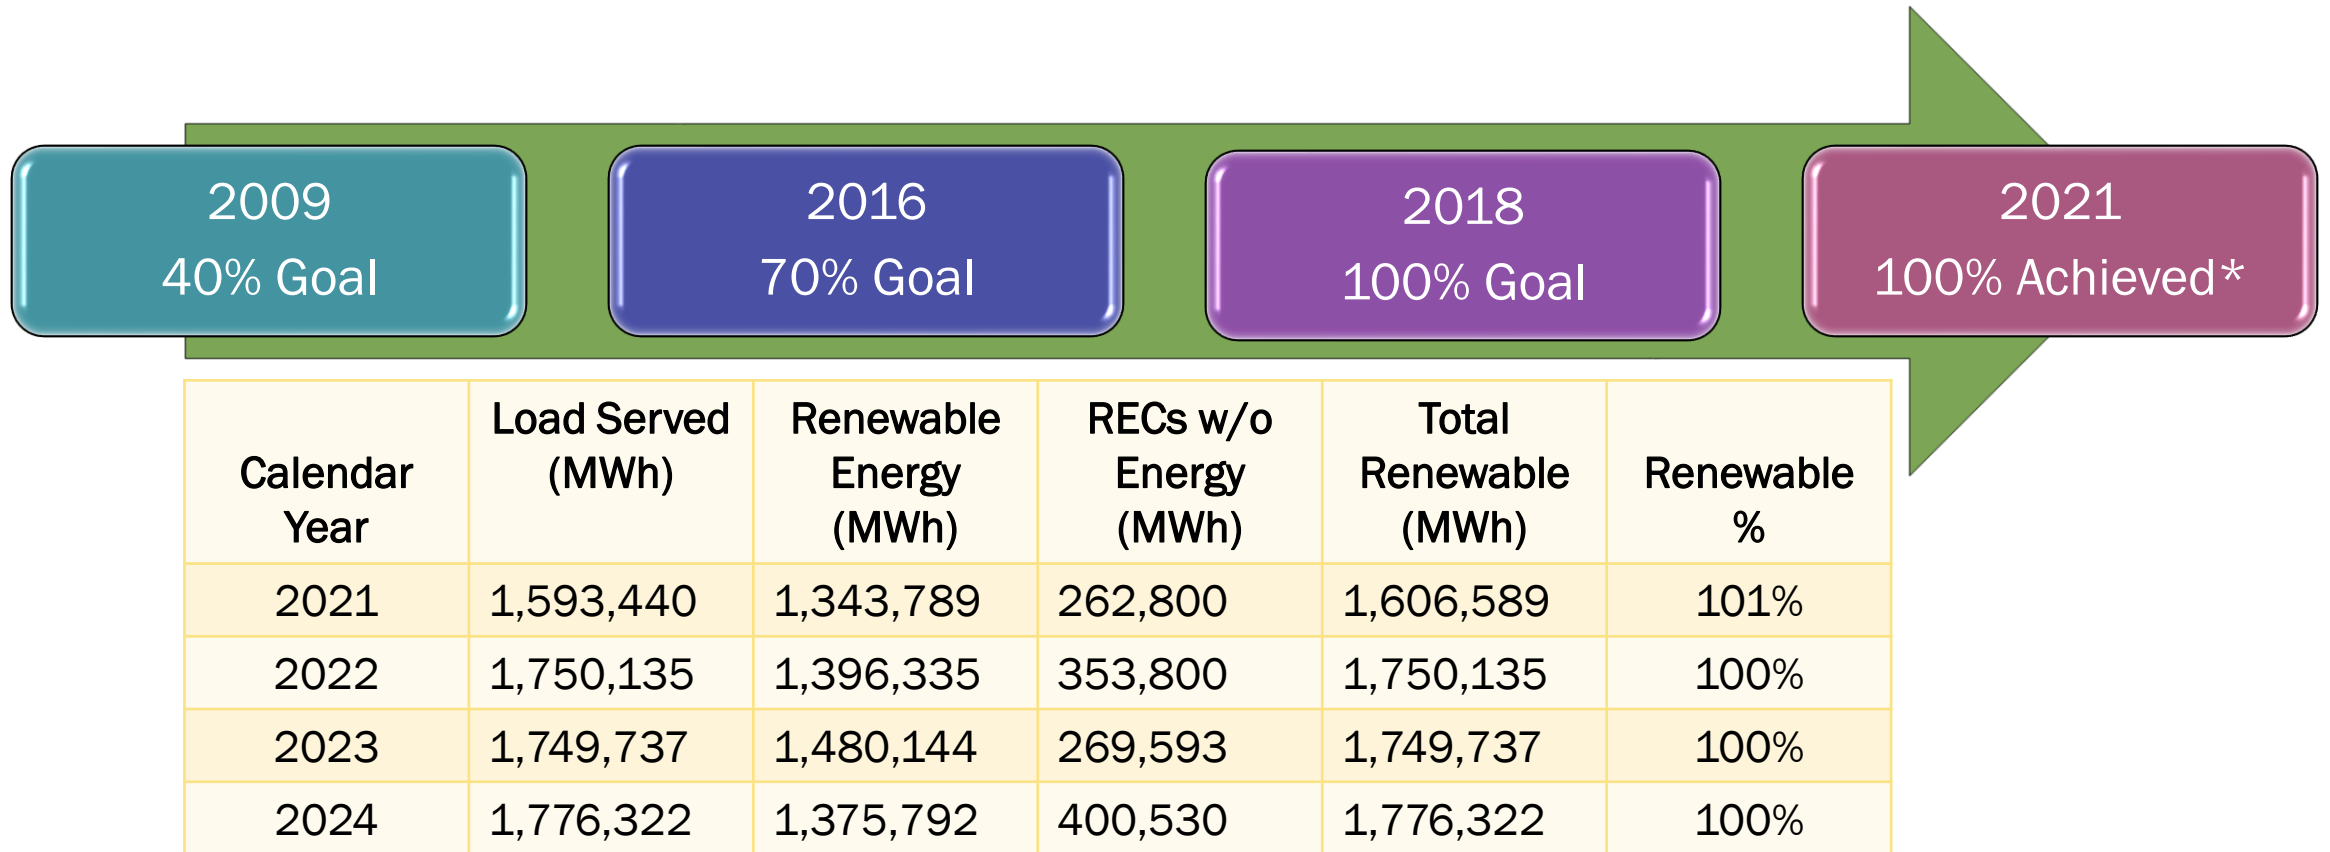 2009
40% Goal
2016
70% Goal
2018
100% Goal
2021
100% Achieved*
Calendar
Year
Load Served
(MWh)
Renewable
Energy
(MWh)
RECs w/o
Energy
(MWh)
Total
Renewable
(MWh)
Renewable
%
2021 1,593,440 1,343,789 262,800 1,606,589 101%
2022 1,750,135 1,396,335 353,800 1,750,135 100%
2023 1,749,737 1,480,144 269,593 1,749,737 100%
2024 1,776,322 1,375,792 400,530 1,776,322 100%